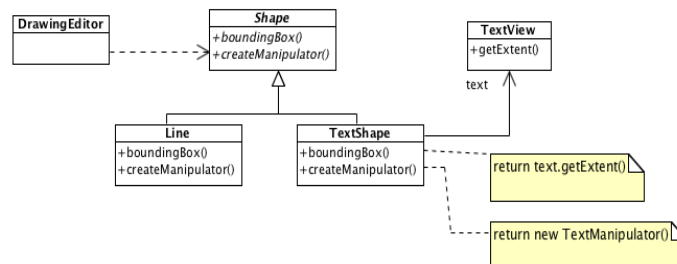 DrawingEditor
Shape
+boundingBox()
+createManipulator()
TextView
+getExtent()
text
Line
+boundingBox()
+createManipulator()
TextShape
+boundingBox()
+createManipulator()
return text.getExtent()
return new TextManipulator()